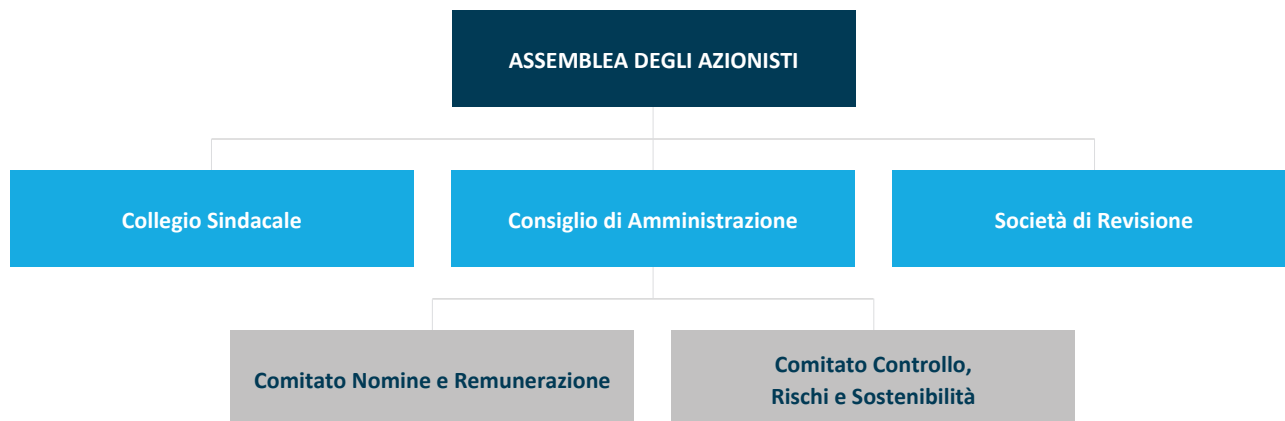 ASSEMBLEA DEGLI AZIONISTI
Collegio Sindacale
Consiglio di Amministrazione
Società di Revisione
Comitato Nomine e Remunerazione
Comitato Controllo,
Rischi e Sostenibilità